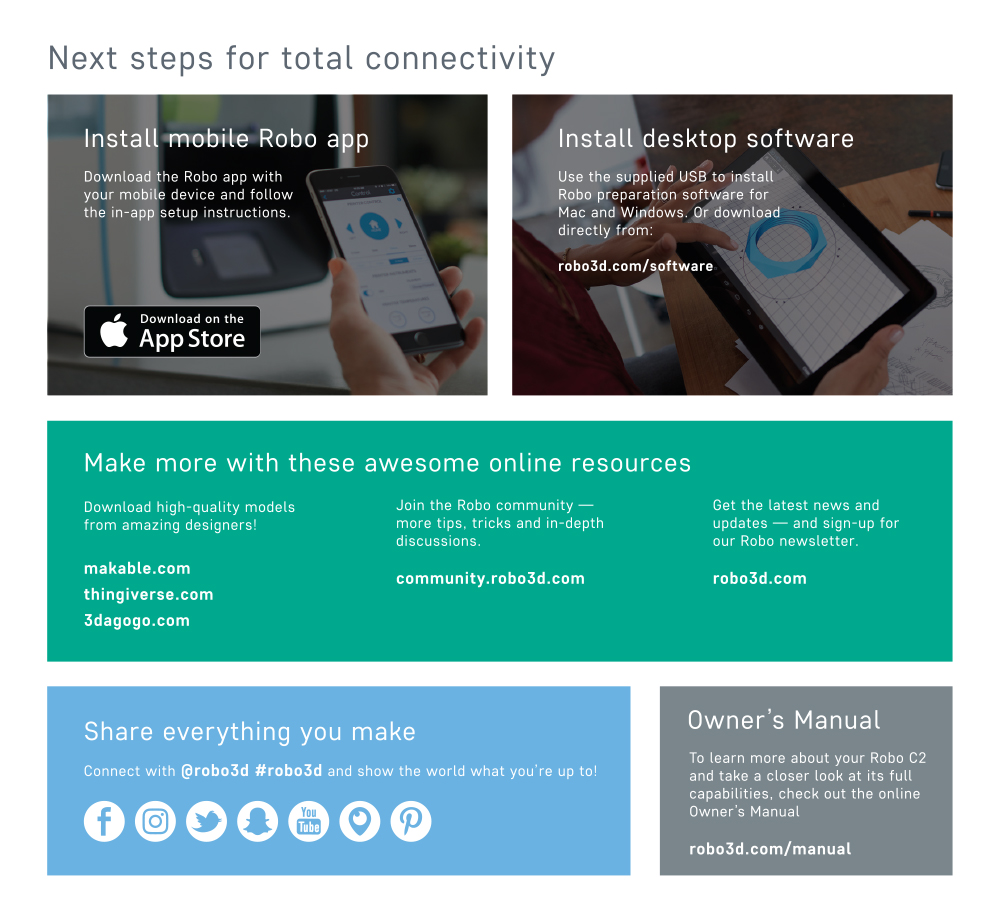 Next steps for total connectivity
Install mobile Robo app
Download the Robo app with
your mobile device and follow
the in-app setup instructions.
Control
Download on the
App Store
Install desktop software
Use the supplied USB to install
Robo preparation software for
Mac and Windows. Or download
directly from:
robo3d.com/software
Make more with these awesome online resources
Download high-quality models
from amazing designers!
makable.com
thingiverse.com
3dagogo.com
Join the Robo community —
more tips, tricks and in-depth
discussions.
community.robo3d.com
Get the latest news and
updates — and sign-up for
our Robo newsletter.
robo3d.com
Share everything you make
Connect with @robo3d #robo3d and show the world what you’re up to!
You
Tube
Owner’s Manual
To learn more about your Robo C2
and take a closer look at its full
capabilities, check out the online
Owner’s Manual
robo3d.com/manual